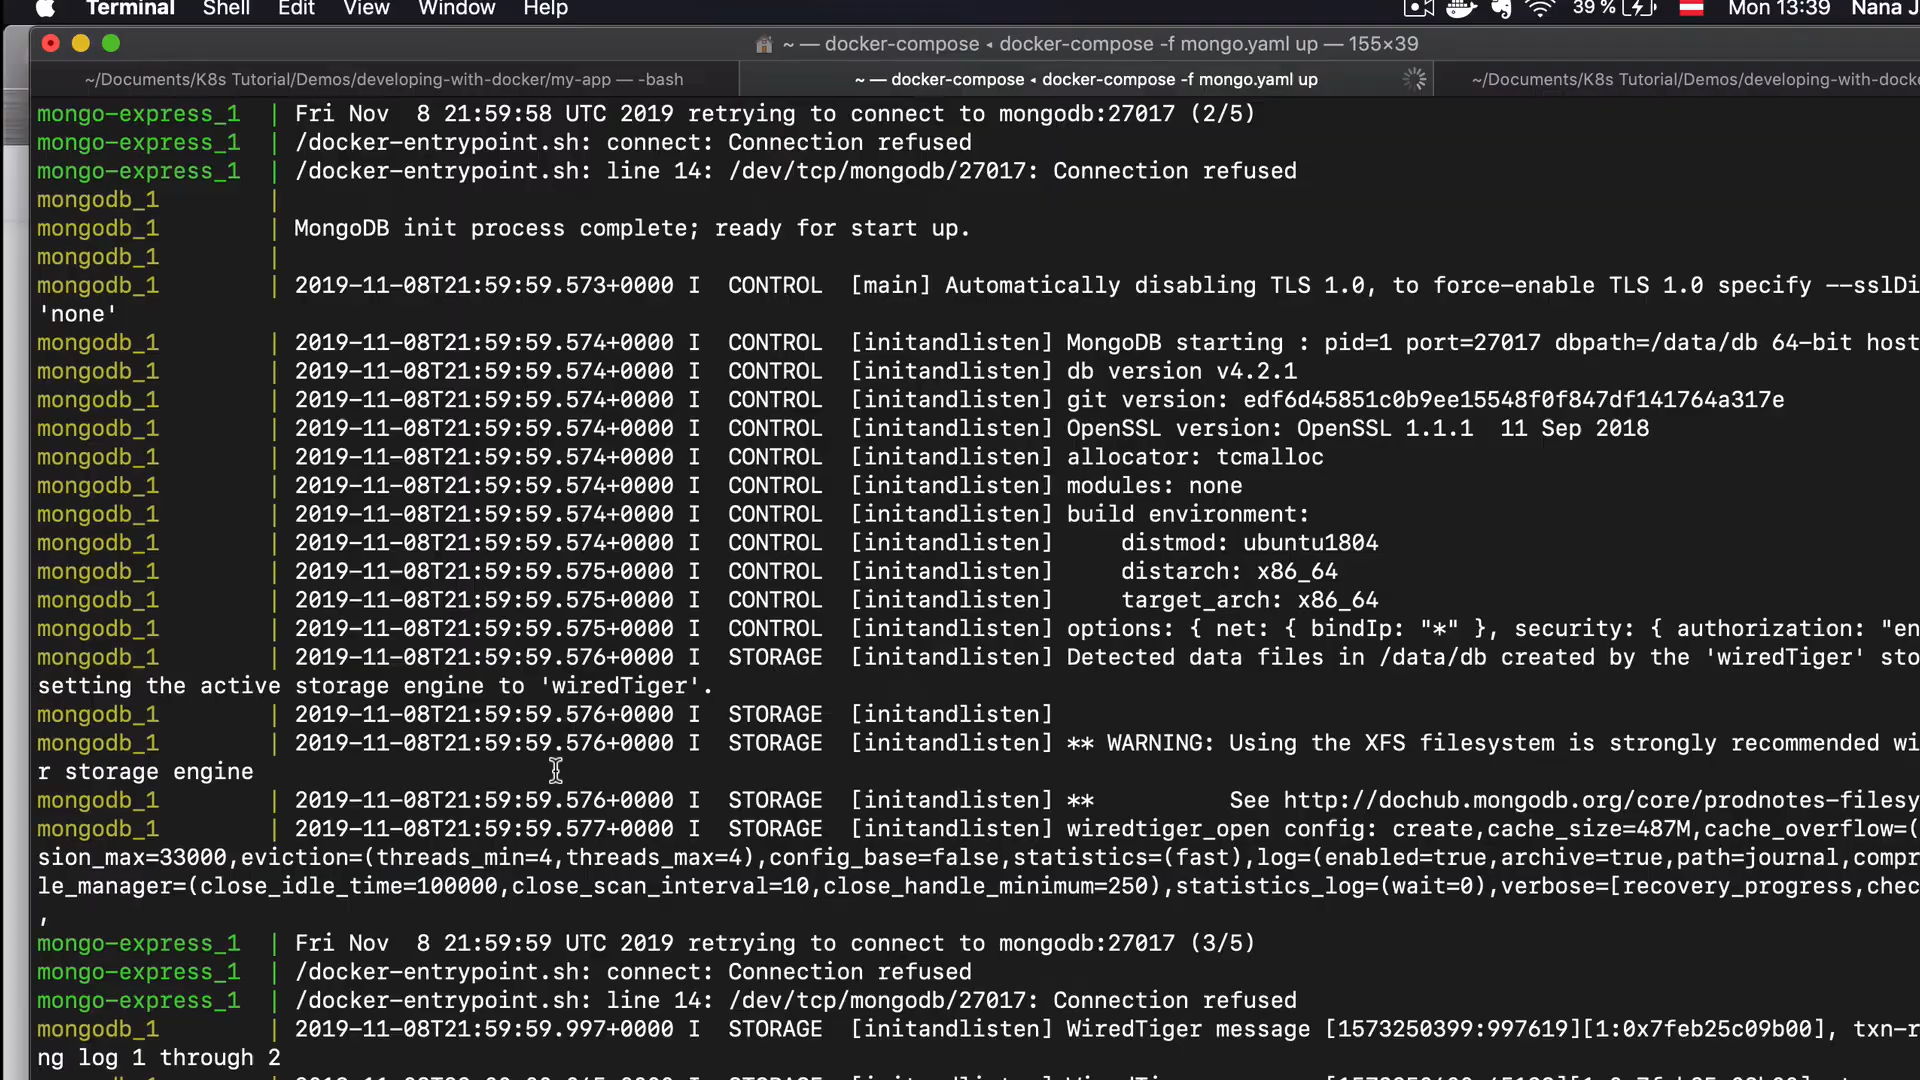 Terminal Shell Edit View Window Help 39 % Mon 13:39 Nana J
~ — docker-compose ◂ docker-compose -f mongo.yaml up — 155×39
~/Documents/K8s Tutorial/Demos/developing-with-docker/my-app — -bash ~ — docker-compose ◂ docker-compose -f mongo.yaml up ~/Documents/K8s Tutorial/Demos/developing-with-docke
mongo-express_1 | Fri Nov  8 21:59:58 UTC 2019 retrying to connect to mongodb:27017 (2/5)
mongo-express_1 | /docker-entrypoint.sh: connect: Connection refused
mongo-express_1 | /docker-entrypoint.sh: line 14: /dev/tcp/mongodb/27017: Connection refused
mongodb_1 |
mongodb_1 | MongoDB init process complete; ready for start up.
mongodb_1 |
mongodb_1 | 2019-11-08T21:59:59.573+0000 I CONTROL [main] Automatically disabling TLS 1.0, to force-enable TLS 1.0 specify --sslDi
'none'
mongodb_1 | 2019-11-08T21:59:59.574+0000 I CONTROL [initandlisten] MongoDB starting : pid=1 port=27017 dbpath=/data/db 64-bit host
mongodb_1 | 2019-11-08T21:59:59.574+0000 I CONTROL [initandlisten] db version v4.2.1
mongodb_1 | 2019-11-08T21:59:59.574+0000 I CONTROL [initandlisten] git version: edf6d45851c0b9ee15548f0f847df141764a317e
mongodb_1 | 2019-11-08T21:59:59.574+0000 I CONTROL [initandlisten] OpenSSL version: OpenSSL 1.1.1  11 Sep 2018
mongodb_1 | 2019-11-08T21:59:59.574+0000 I CONTROL [initandlisten] allocator: tcmalloc
mongodb_1 | 2019-11-08T21:59:59.574+0000 I CONTROL [initandlisten] modules: none
mongodb_1 | 2019-11-08T21:59:59.574+0000 I CONTROL [initandlisten] build environment:
mongodb_1 | 2019-11-08T21:59:59.574+0000 I CONTROL [initandlisten]     distmod: ubuntu1804
mongodb_1 | 2019-11-08T21:59:59.575+0000 I CONTROL [initandlisten]     distarch: x86_64
mongodb_1 | 2019-11-08T21:59:59.575+0000 I CONTROL [initandlisten]     target_arch: x86_64
mongodb_1 | 2019-11-08T21:59:59.575+0000 I CONTROL [initandlisten] options: { net: { bindIp: "*" }, security: { authorization: "en
mongodb_1 | 2019-11-08T21:59:59.576+0000 I STORAGE [initandlisten] Detected data files in /data/db created by the 'wiredTiger' sto
setting the active storage engine to 'wiredTiger'.
mongodb_1 | 2019-11-08T21:59:59.576+0000 I STORAGE [initandlisten]
mongodb_1 | 2019-11-08T21:59:59.576+0000 I STORAGE [initandlisten] ** WARNING: Using the XFS filesystem is strongly recommended wi
r storage engine
mongodb_1 | 2019-11-08T21:59:59.576+0000 I STORAGE [initandlisten] **          See http://dochub.mongodb.org/core/prodnotes-filesy
mongodb_1 | 2019-11-08T21:59:59.577+0000 I STORAGE [initandlisten] wiredtiger_open config: create,cache_size=487M,cache_overflow=(
sion_max=33000,eviction=(threads_min=4,threads_max=4),config_base=false,statistics=(fast),log=(enabled=true,archive=true,path=journal,compr
le_manager=(close_idle_time=100000,close_scan_interval=10,close_handle_minimum=250),statistics_log=(wait=0),verbose=[recovery_progress,chec
,
mongo-express_1 | Fri Nov  8 21:59:59 UTC 2019 retrying to connect to mongodb:27017 (3/5)
mongo-express_1 | /docker-entrypoint.sh: connect: Connection refused
mongo-express_1 | /docker-entrypoint.sh: line 14: /dev/tcp/mongodb/27017: Connection refused
mongodb_1 | 2019-11-08T21:59:59.997+0000 I STORAGE [initandlisten] WiredTiger message [1573250399:997619][1:0x7feb25c09b00], txn-r
ng log 1 through 2